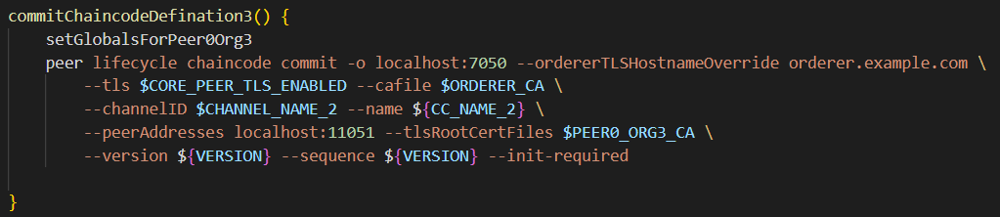 commitChaincodeDefination3() {
    setGlobalsForPeer0Org3
    peer lifecycle chaincode commit -o localhost:7050 --ordererTLSHostnameOverride orderer.example.com \
        --tls $CORE_PEER_TLS_ENABLED --cafile $ORDERER_CA \
        --channelID $CHANNEL_NAME_2 --name ${CC_NAME_2} \
        --peerAddresses localhost:11051 --tlsRootCertFiles $PEER0_ORG3_CA \
        --version ${VERSION} --sequence ${VERSION} --init-required
}